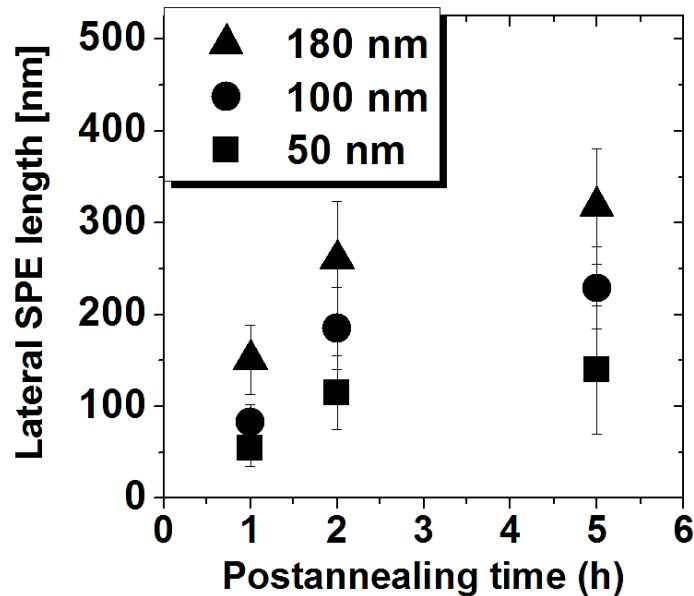 Lateral SPE length [nm]
500
400
300
200
100
0
180 nm
100 nm
50 nm
0 1 2 3 4 5 6
Postannealing time (h)